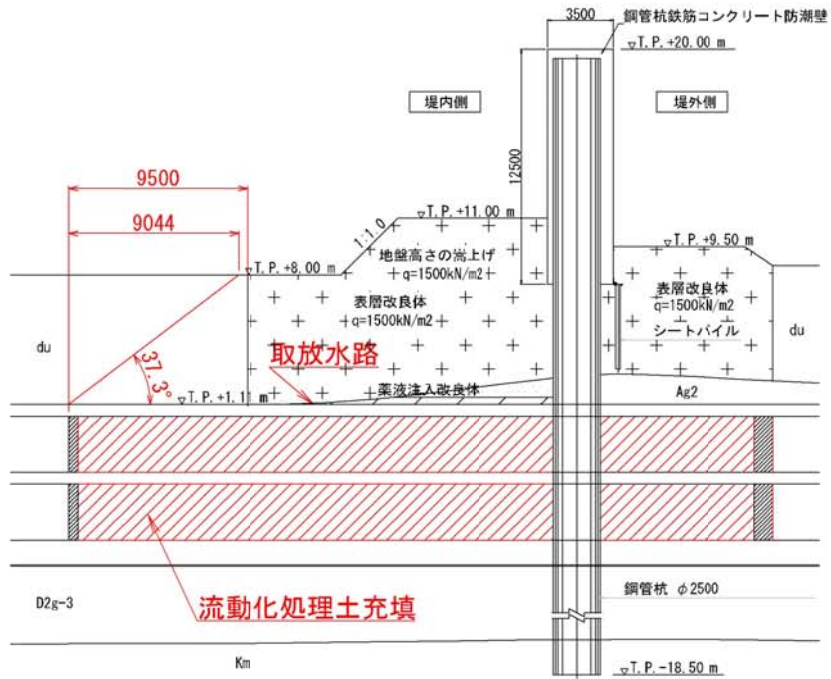 3500
鋼管杭鉄筋コンクリート防潮壁
▽T.P.+20.00 m
堤内側
堤外側
12500
9500
9044
▽T.P.+11.00 m
1:1.0
地盤高さの嵩上げ
q=1500kN/m2
▽T.P.+9.50 m
▽T.P.+8.00 m
表層改良体
q=1500kN/m2
表層改良体
q=1500kN/m2
シートパイル
du
du
37.3°
取放水路
▽T.P.+1.11 m
薬液注入改良体
Ag2
D2g-3
流動化処理土充填
鋼管杭 φ2500
Km
▽T.P.-18.50 m